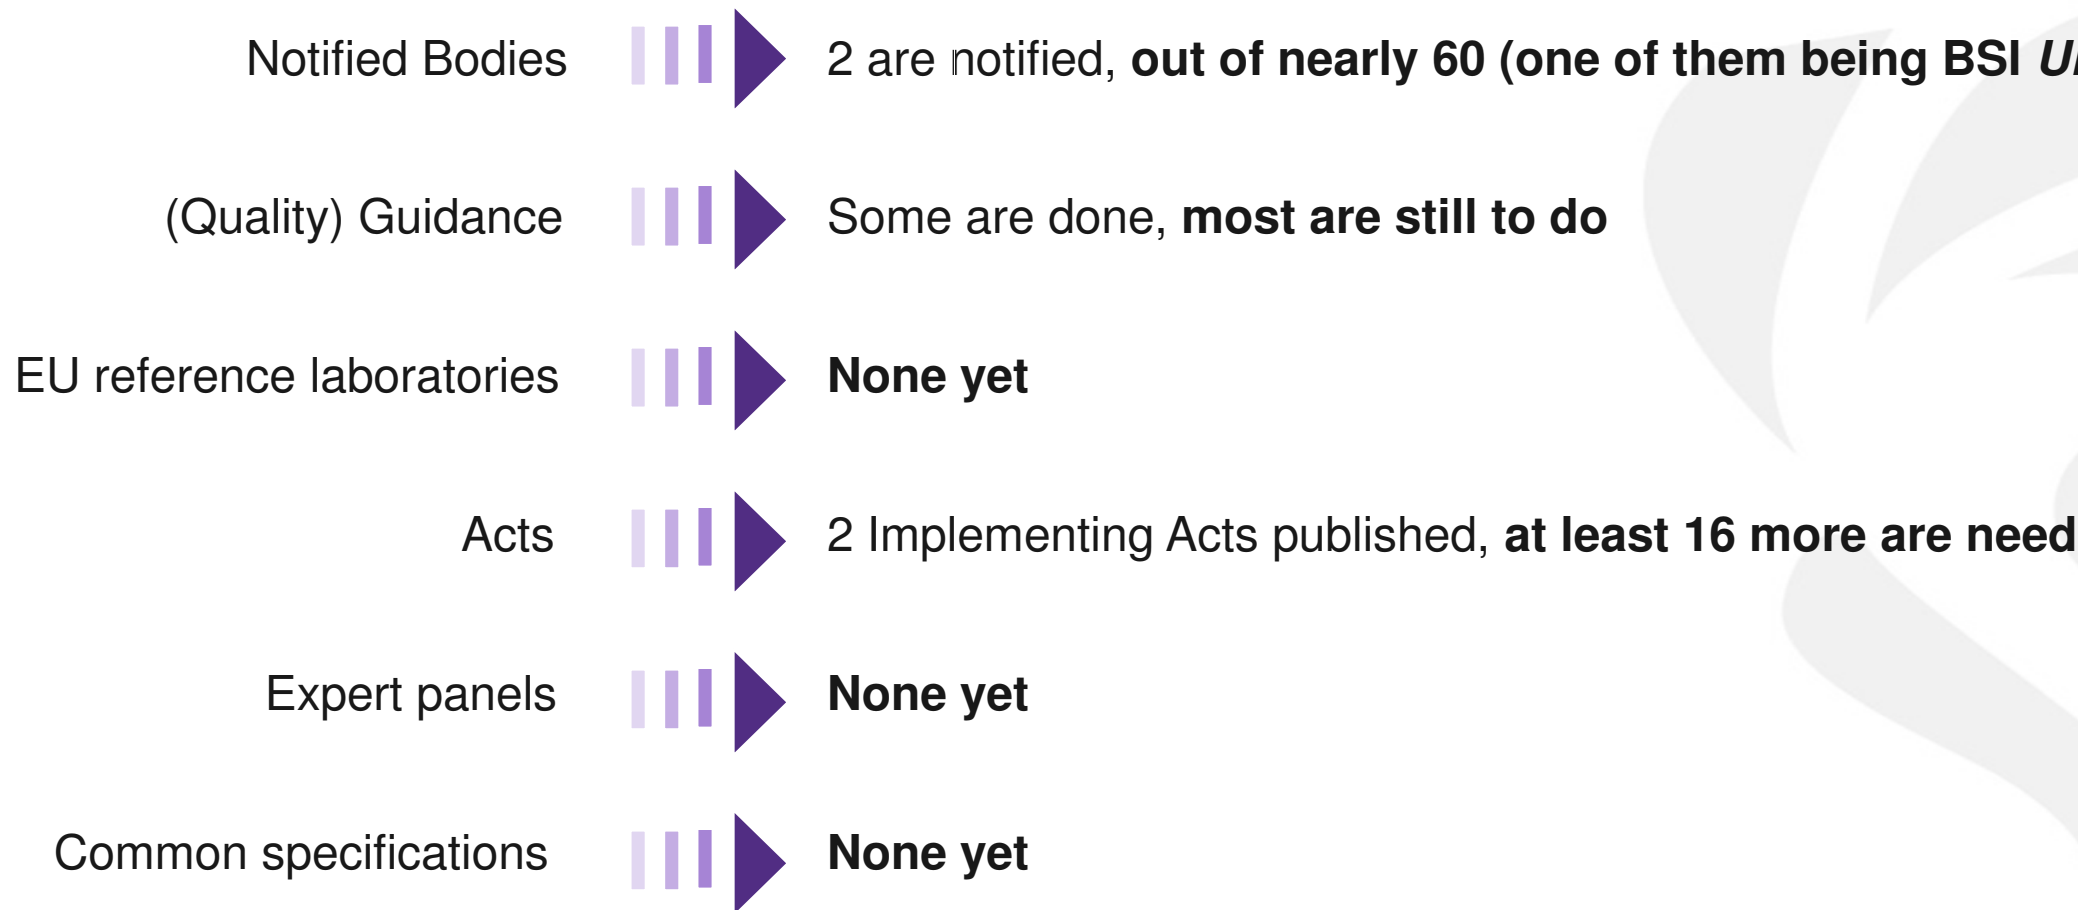 Notified Bodies 2 are notified, out of nearly 60 (one of them being BSI
(Quality) Guidance Some are done, most are still to do
EU reference laboratories None yet
Acts 2 Implementing Acts published, at least 16 more are need
Expert panels None yet
Common specifications None yet